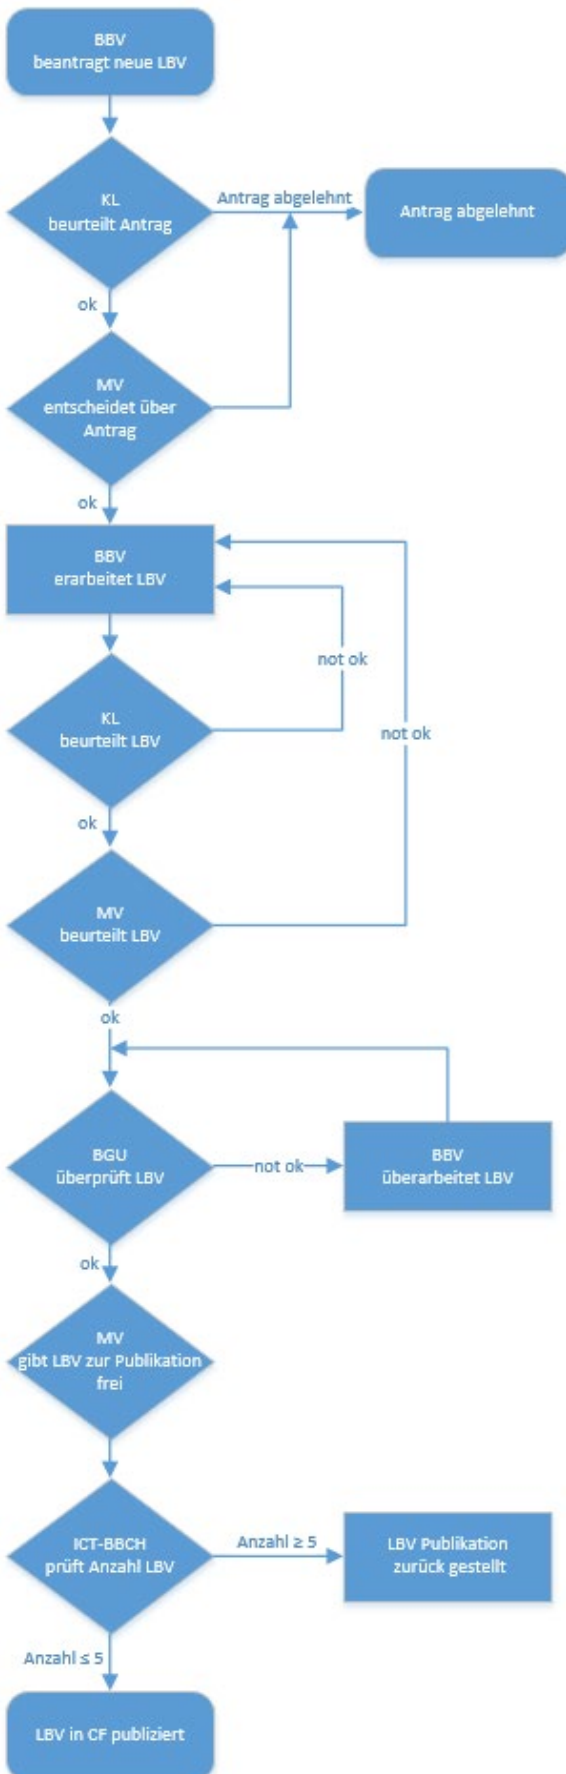 BBV
beantragt neue LBV
KL
beurteilt Antrag
Antrag abgelehnt
Antrag abgelehnt
ok
MV
entscheidet über
Antrag
ok
BBV
erarbeitet LBV
not ok
KL
beurteilt LBV
not ok
ok
MV
beurteilt LBV
ok
BGU
überprüft LBV
not ok
BBV
überarbeitet LBV
ok
MV
gibt LBV zur Publikation
frei
ICT-BBCH
prüft Anzahl LBV
Anzahl ≥ 5
LBV Publikation
zurück gestellt
Anzahl ≤ 5
LBV in CF publiziert